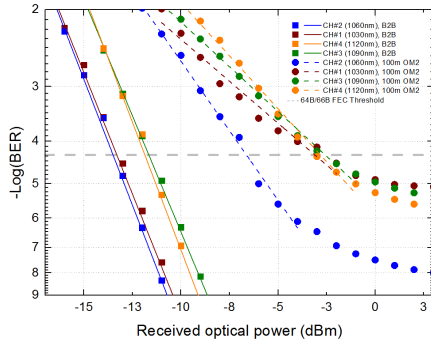 2
3
4
5
6
7
8
9
-Log(BER)
-15
-13
-10
-8
-5
-3
0
3
Received optical power (dBm)
CH#2 (1060nm), B2B
CH#1 (1030nm), B2B
CH#4 (1120nm), B2B
CH#3 (1090nm), B2B
CH#2 (1060nm), 100m OM2
CH#1 (1030nm), 100m OM2
CH#3 (1090nm), 100m OM2
CH#4 (1120nm), 100m OM2
64B/66B FEC Threshold